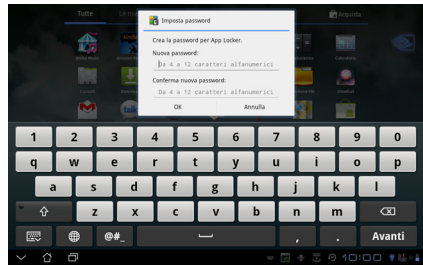 Tutte
Acquista
Imposta password
Crea la password per App Locker.
Nuova password:
Da 4 a 12 caratteri alfanumerici
Conferma nuova password:
Da 4 a 12 caratteri alfanumerici
OK Annulla
1 2 3 4 5 6 7 8 9 0
q w e r t y u i o p
a s d f g h j k l
z x c v b n m
@#_ , . Avanti
10:00